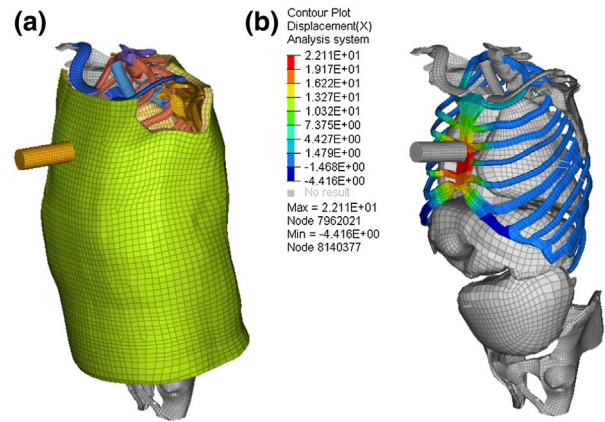 (a)
(b)
Contour Plot
Displacement(X)
Analysis system
2.211E+01
1.917E+01
1.622E+01
1.327E+01
1.032E+01
7.375E+00
4.427E+00
1.479E+00
-1.468E+00
-4.416E+00
No result
Max = 2.211E+01
Node 7962021
Min = -4.416E+00
Node 8140377